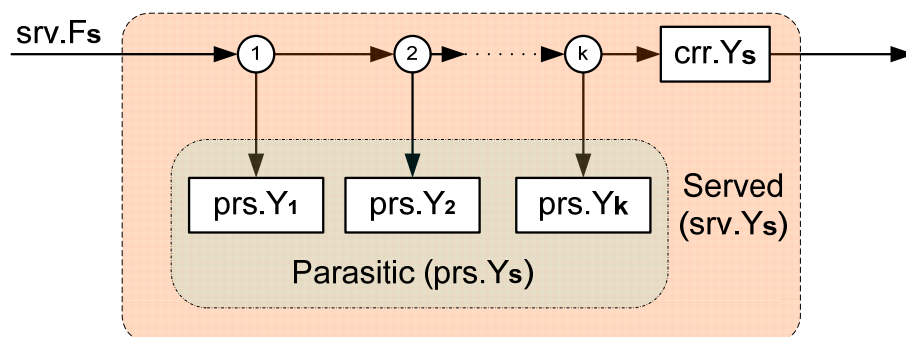 srv.Fs
1
2
k
crr.Ys
prs.Y1
prs.Y2
prs.Yk
Served
(srv.Ys)
Parasitic (prs.Ys)